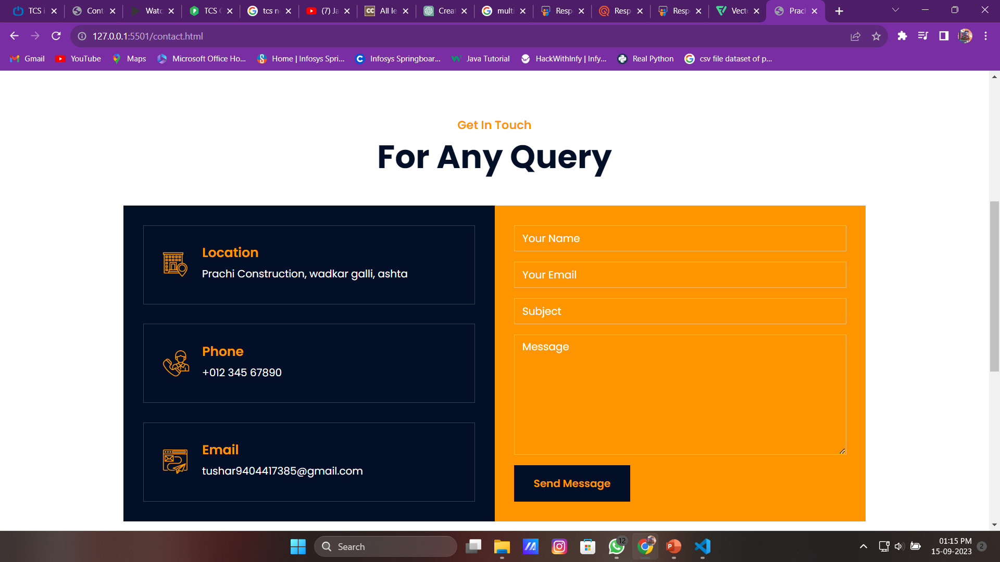 TCS i
Cont
Watc
TCS
tcs n
(7) Ja
CC
All le
Crea
multi
Resp
Resp
Resp
Vect
Prac
127.0.0.1:5501/contact.html
Gmail
YouTube
Maps
Microsoft Office Ho...
Home | Infosys Spri...
Infosys Springboar...
Java Tutorial
HackWithInfy | Infy...
Real Python
csv file dataset of p...
Get In Touch
For Any Query
Location
Prachi Construction, wadkar galli, ashta
Phone
+012 345 67890
Email
tushar9404417385@gmail.com
Your Name
Your Email
Subject
Message
Send Message
Search
12
01:15 PM
15-09-2023
2